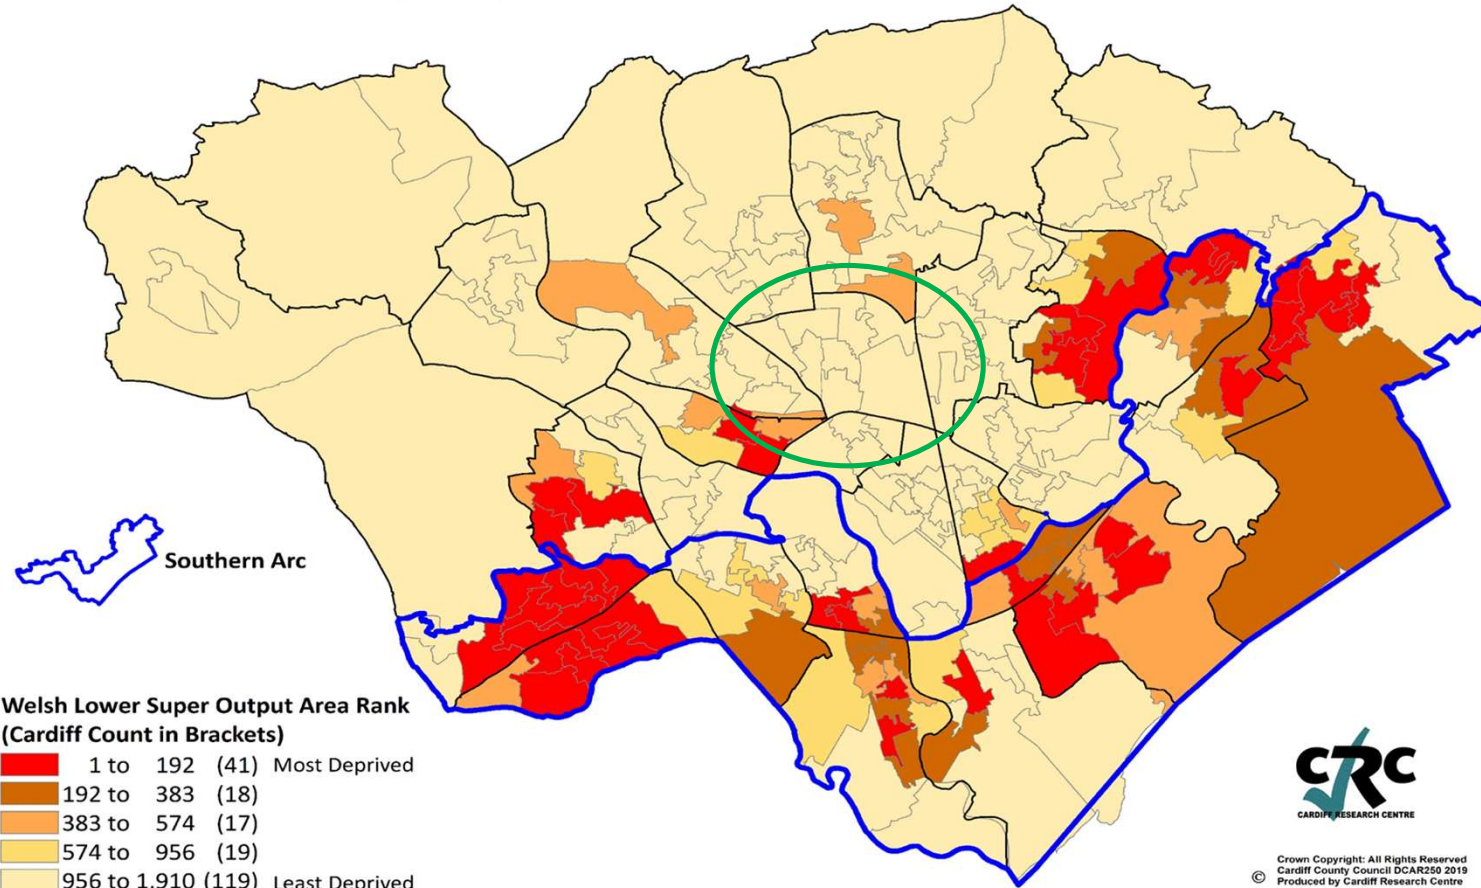 Southern Arc
Welsh Lower Super Output Area Rank
(Cardiff Count in Brackets)
1 to 192 (41) Most Deprived
192 to 383 (18)
383 to 574 (17)
574 to 956 (19)
956 to 1,910 (119) Least Deprived
CRC
CARDIFF RESEARCH CENTRE
Crown Copyright: All Rights Reserved
Cardiff County Council DCAR250 2019
© Produced by Cardiff Research Centre